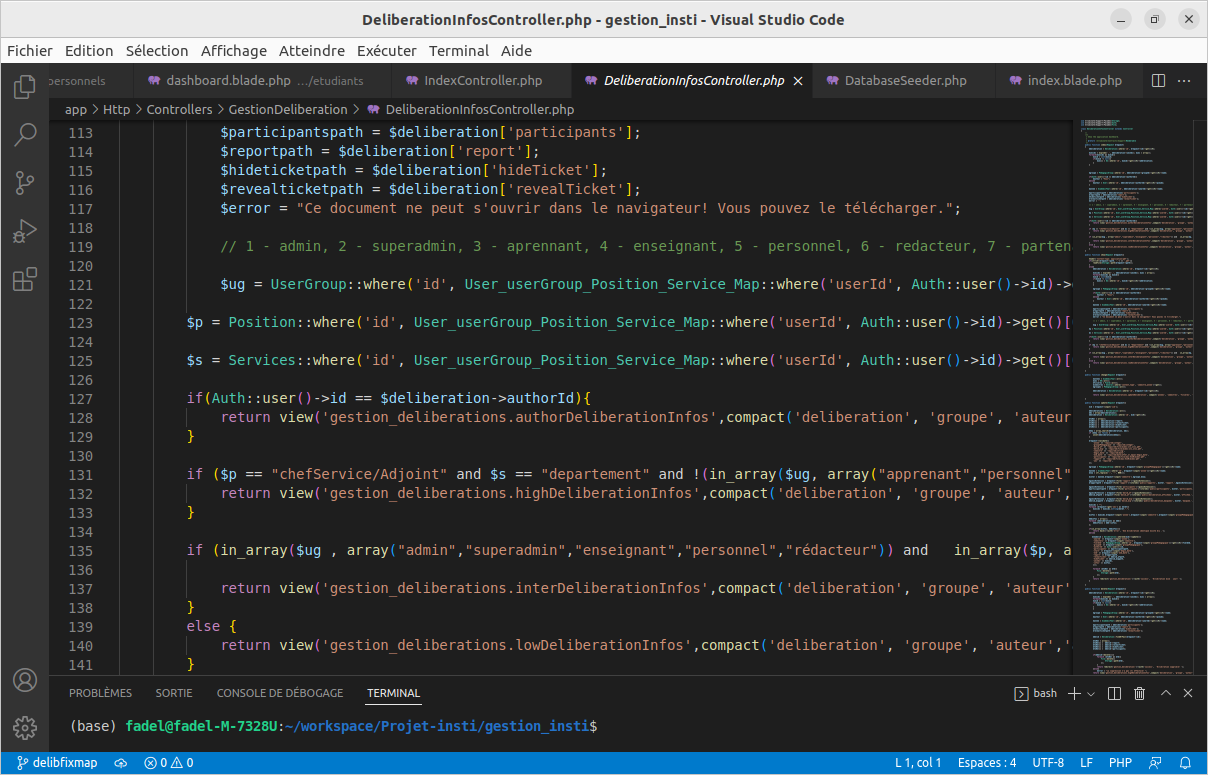 DeliberationInfosController.php - gestion_insti - Visual Studio Code
Fichier Edition Sélection Affichage Atteindre Exécuter Terminal Aide
personnels dashboard.blade.php .../etudiants IndexController.php DeliberationInfosController.php DatabaseSeeder.php index.blade.php
app > Http > Controllers > GestionDeliberation > DeliberationInfosController.php
113 $participantspath = $deliberation['participants'];
114 $reportpath = $deliberation['report'];
115 $hideticketpath = $deliberation['hideTicket'];
116 $revealticketpath = $deliberation['revealTicket'];
117 $error = "Ce document ne peut s'ouvrir dans le navigateur! Vous pouvez le télécharger.";
118
119 // 1 - admin, 2 - superadmin, 3 - aprennant, 4 - enseignant, 5 - personnel, 6 - redacteur, 7 - partena
120
121 $ug = UserGroup::where('id', User_userGroup_Position_Service_Map::where('userId', Auth::user()->id)->
122
123 $p = Position::where('id', User_userGroup_Position_Service_Map::where('userId', Auth::user()->id)->get()[
124
125 $s = Services::where('id', User_userGroup_Position_Service_Map::where('userId', Auth::user()->id)->get()[
126
127 if(Auth::user()->id == $deliberation->authorId){
128 return view('gestion_deliberations.authorDeliberationInfos',compact('deliberation', 'groupe', 'auteur
129 }
130
131 if ($p == "chefService/Adjoint" and $s == "departement" and !(in_array($ug, array("apprenant","personnel"
132 return view('gestion_deliberations.highDeliberationInfos',compact('deliberation', 'groupe', 'auteur',
133 }
134
135 if (in_array($ug , array("admin","superadmin","enseignant","personnel","rédacteur")) and in_array($p, a
136
137 return view('gestion_deliberations.interDeliberationInfos',compact('deliberation', 'groupe', 'auteur'
138 }
139 else {
140 return view('gestion_deliberations.lowDeliberationInfos',compact('deliberation', 'groupe', 'auteur','
141 }
PROBLÈMES SORTIE CONSOLE DE DÉBOGAGE TERMINAL bash
(base) fadel@fadel-M-7328U:~/workspace/Projet-insti/gestion_insti$
delibfixmap 0 0 L 1, col 1 Espaces : 4 UTF-8 LF PHP